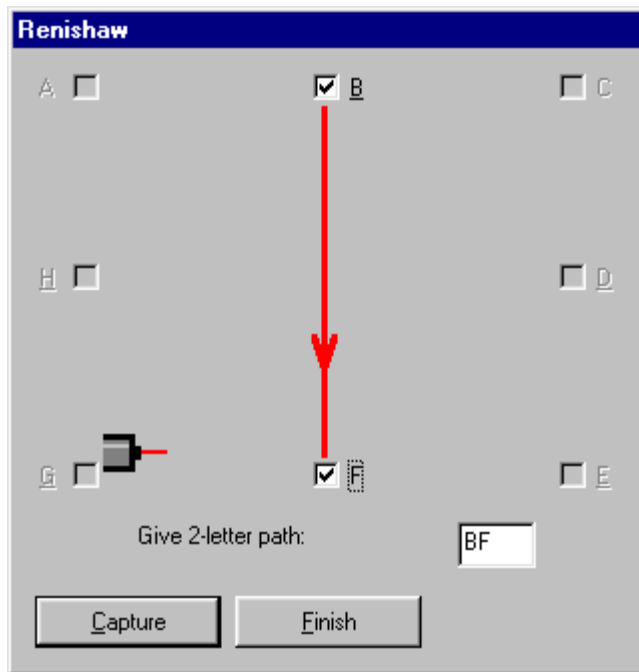 Renishaw
A B C
H D
G F E
Give 2-letter path: BF
Capture Finish